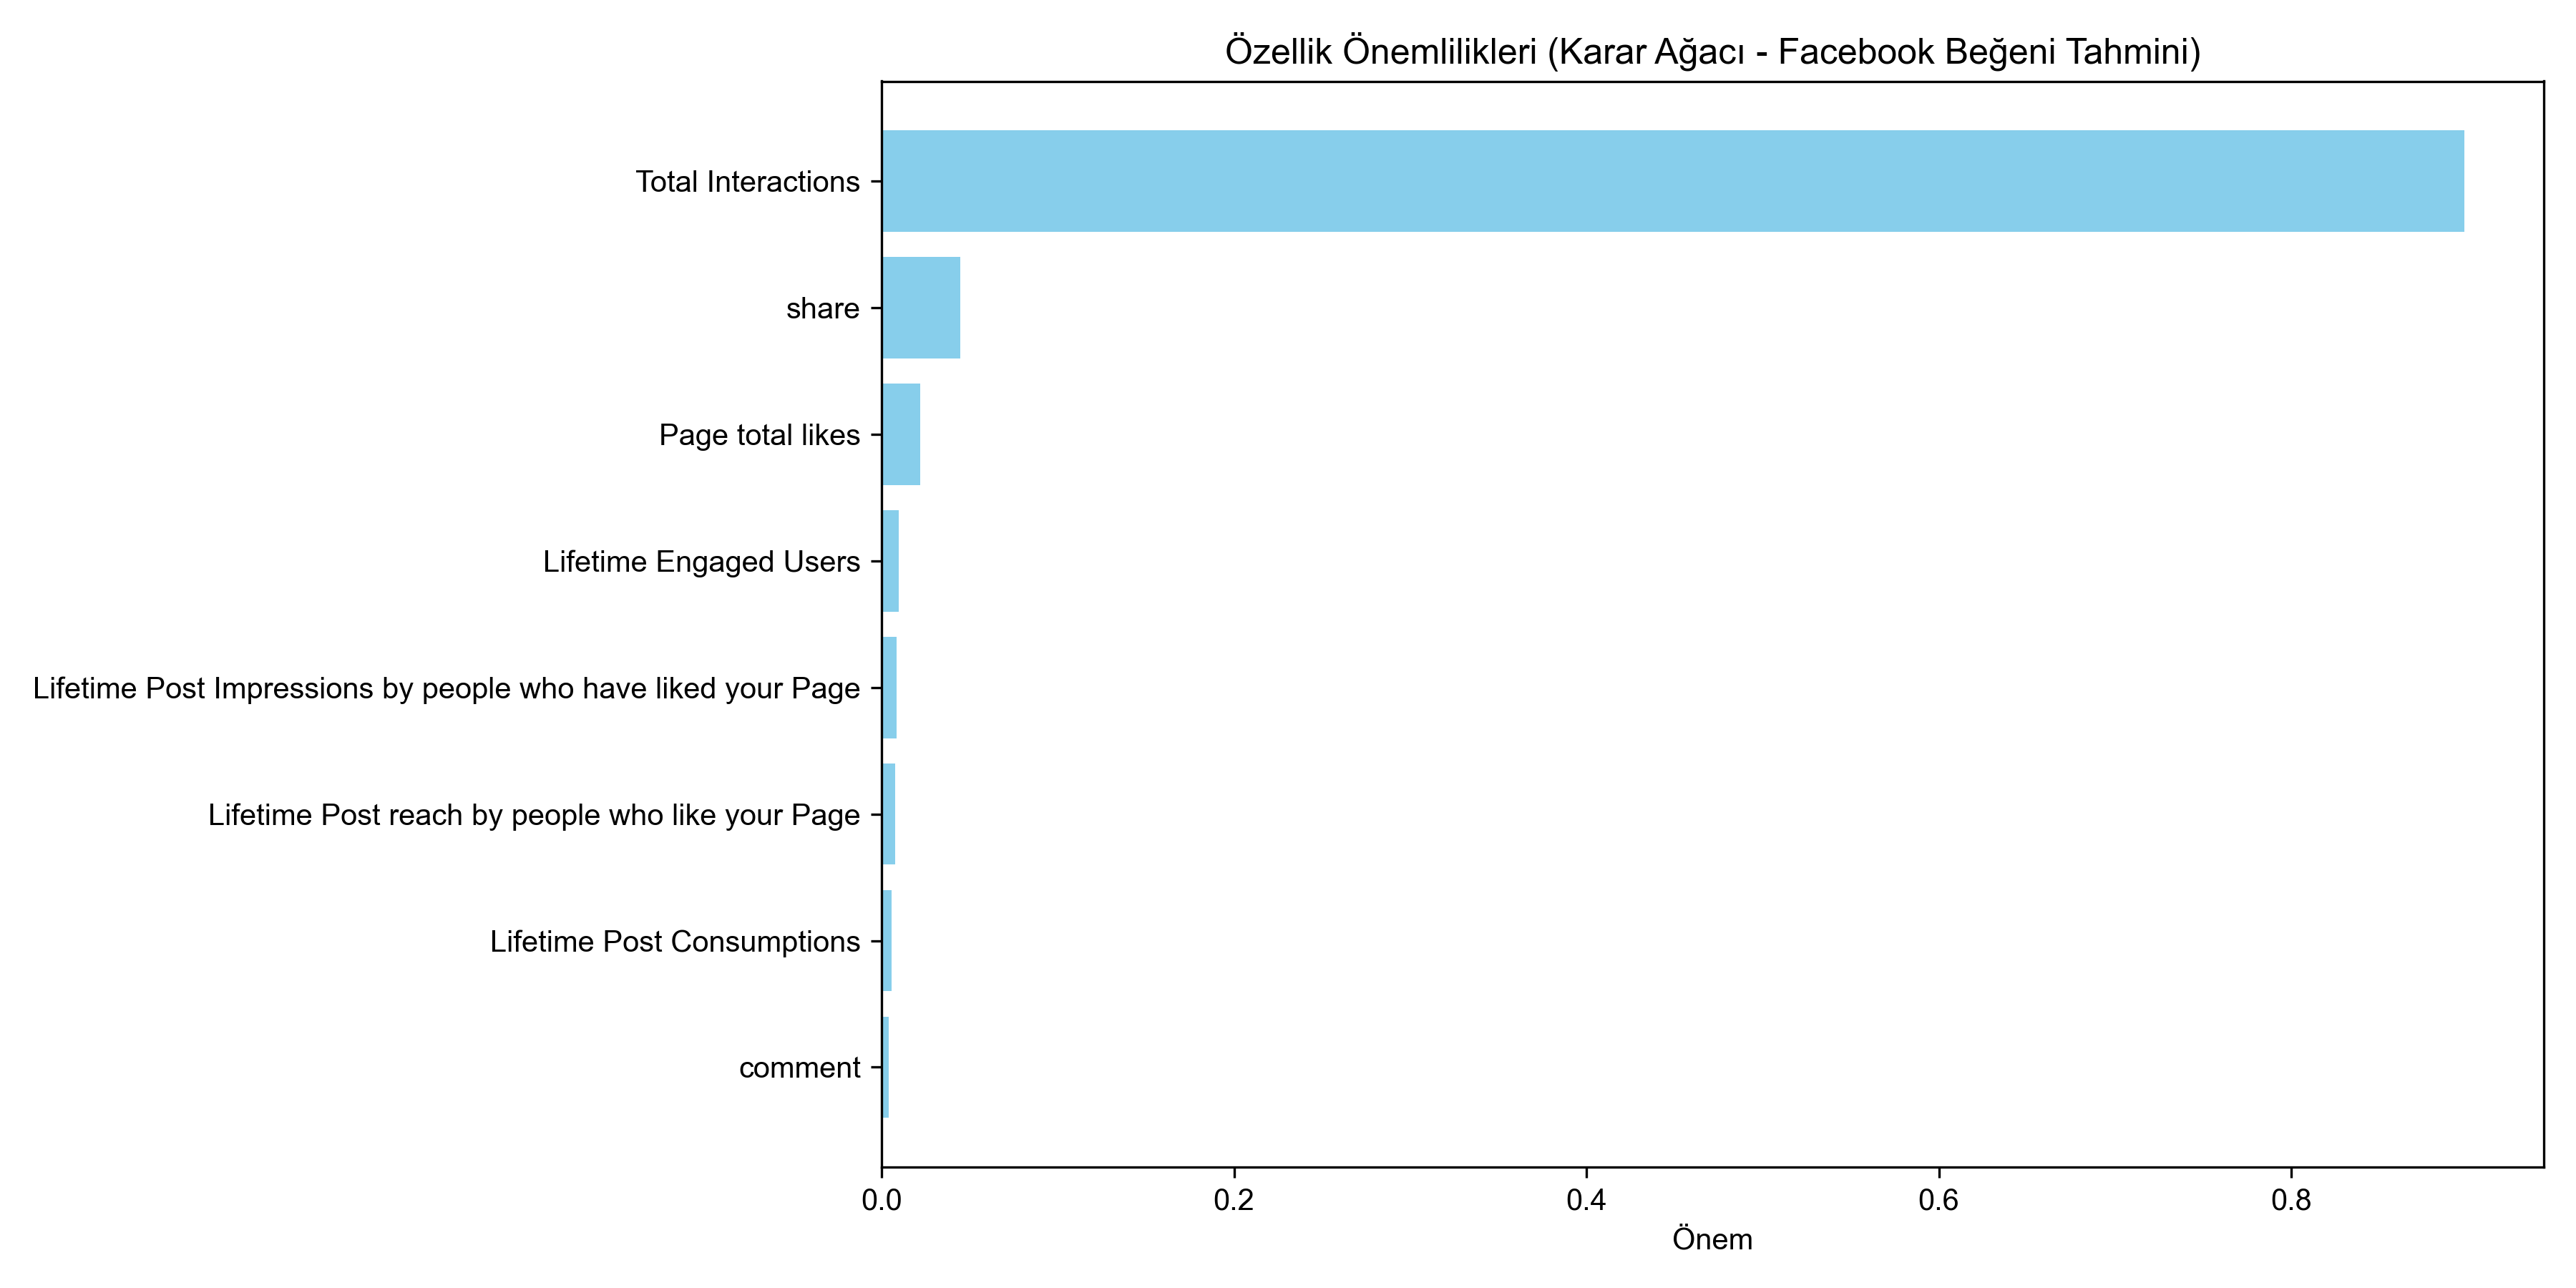 Özellik Önemlilikleri (Karar Ağacı - Facebook Beğeni Tahmini)
Total Interactions
share
Page total likes
Lifetime Engaged Users
Lifetime Post Impressions by people who have liked your Page
Lifetime Post reach by people who like your Page
Lifetime Post Consumptions
comment
0.0 0.2 0.4 0.6 0.8
Önem